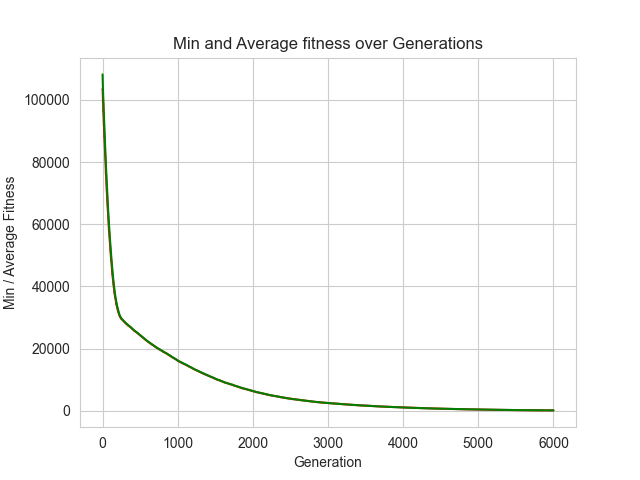 Min and Average fitness over Generations
100000
80000
60000
40000
20000
0
Min / Average Fitness
0 1000 2000 3000 4000 5000 6000
Generation